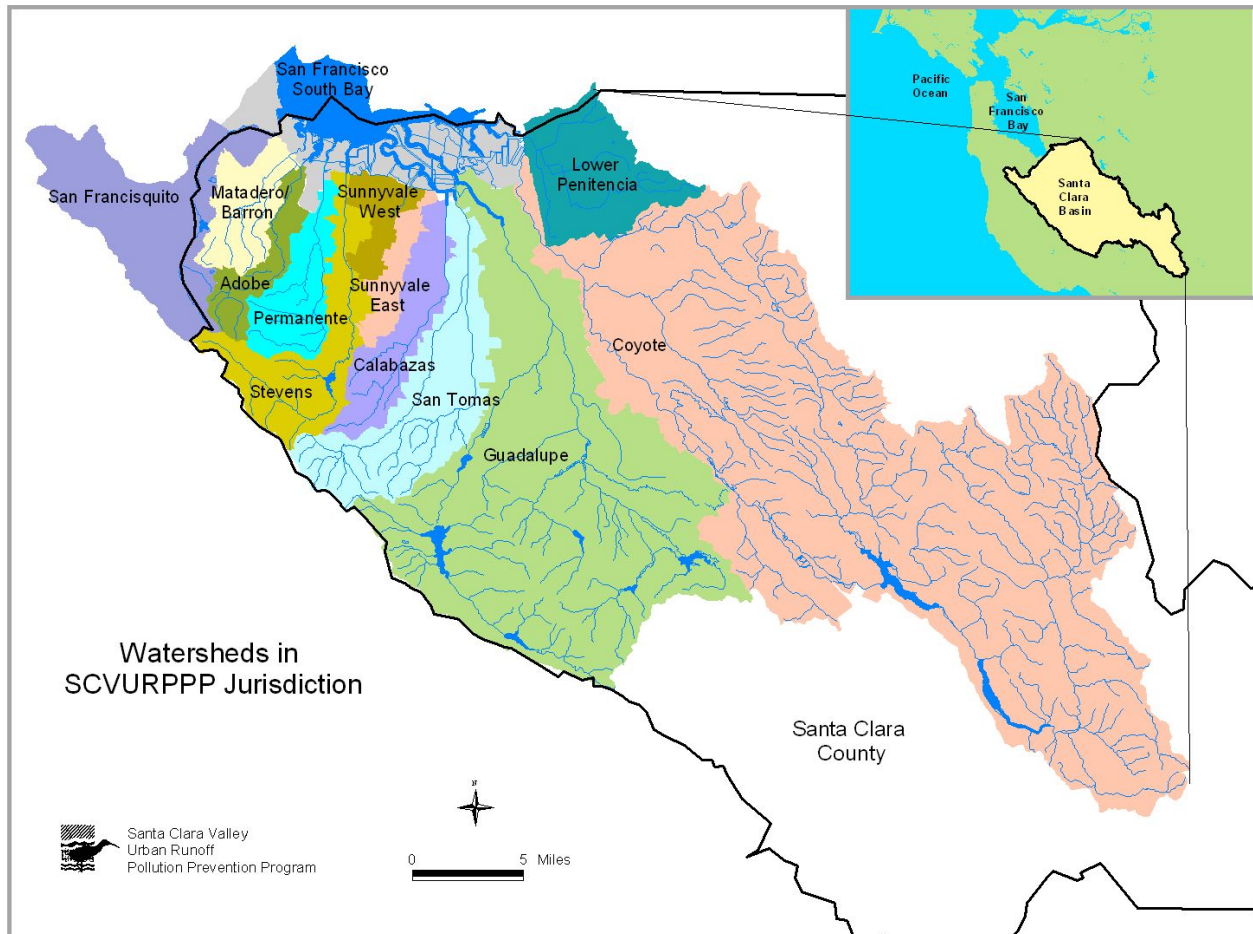 San Francisco
South Bay
Pacific
Ocean
San
Francisco
Bay
Santa
Clara
Basin
San Francisquito
Matadero/
Barron
Sunnyvale
West
Lower
Penitencia
Adobe
Permanente
Sunnyvale
East
Coyote
Stevens
Calabazas
San Tomas
Guadalupe
Watersheds in
SCVURPPP Jurisdiction
Santa Clara
County
N
Santa Clara Valley
Urban Runoff
Pollution Prevention Program
0 5 Miles